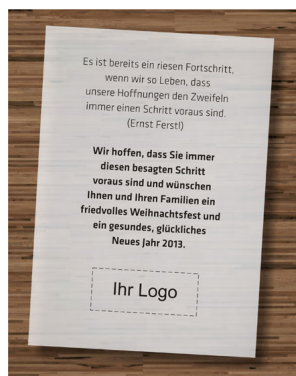 Es ist bereits ein riesen Fortschritt,
wenn wir so Leben, dass
unsere Hoffnungen den Zweifeln
immer einen Schritt voraus sind.
(Ernst Ferstl)
Wir hoffen, dass Sie immer
diesen besagten Schritt
voraus sind und wünschen
Ihnen und Ihren Familien ein
friedvolles Weihnachtsfest und
ein gesundes, glückliches
Neues Jahr 2013.
Ihr Logo